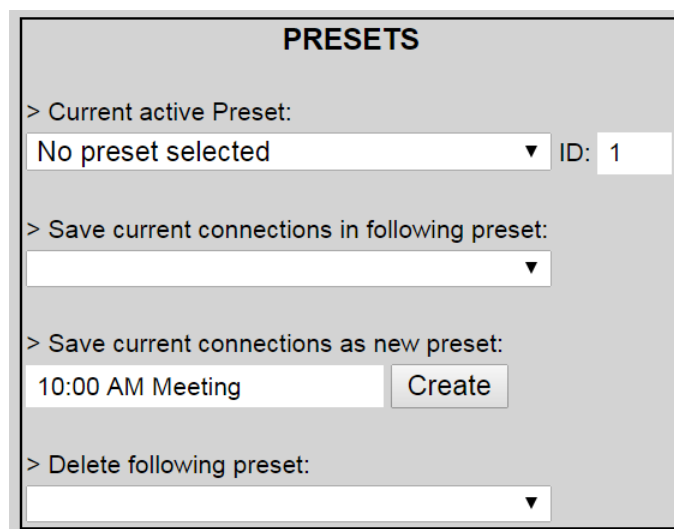 PRESETS
> Current active Preset:
No preset selected ▼ ID: 1
> Save current connections in following preset:
▼
> Save current connections as new preset:
10:00 AM Meeting Create
> Delete following preset:
▼